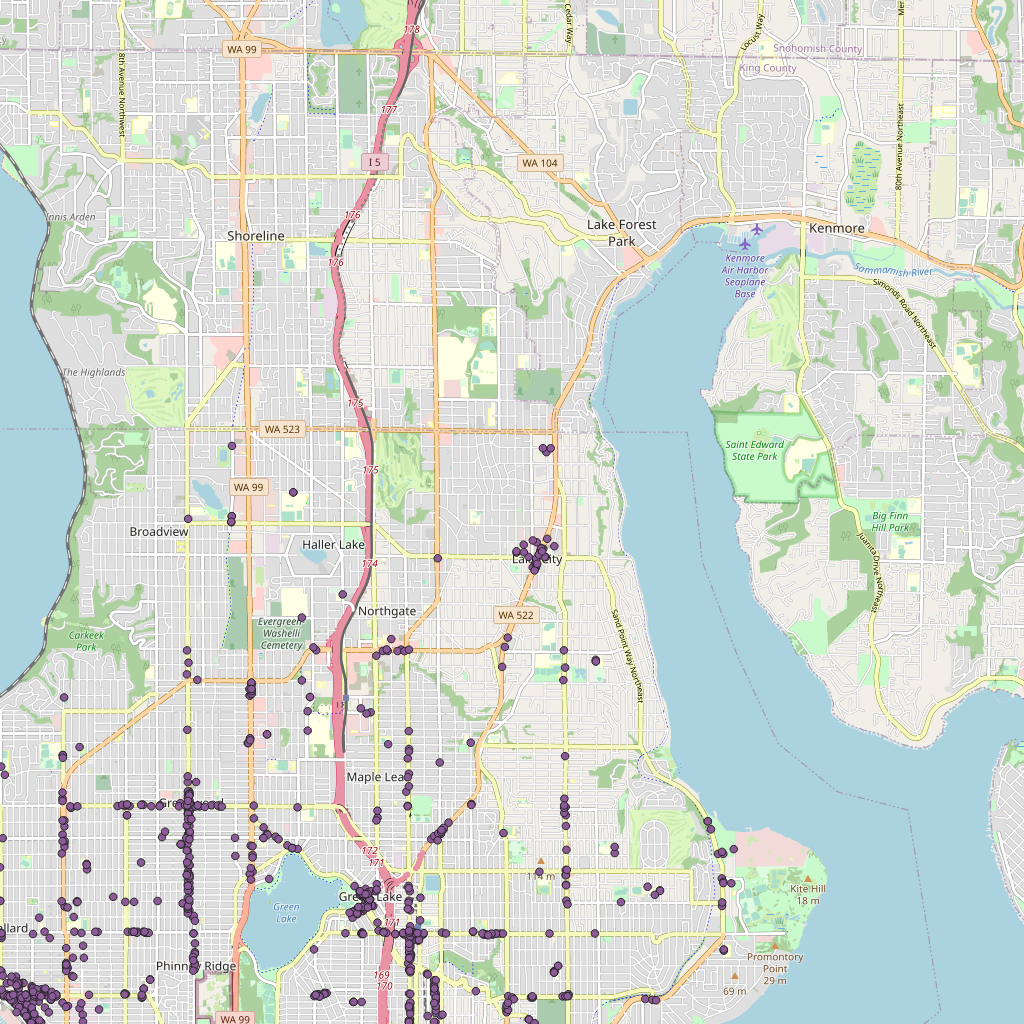 178
WA 99
Snohomish County
King County
Cedar Way
Locust Way
8th Avenue Northwest
177
I 5
WA 104
80th Avenue Northeast
Innis Arden
176
Shoreline
Lake Forest
Park
Kenmore
176
Kenmore
Air Harbor
Seaplane
Base
Sammamish River
Simonds Road Northeast
The Highlands
175
WA 523
175
Saint Edward
State Park
WA 99
Broadview
Haller Lake
174
Lake City
Big Finn
Hill Park
Juanita Drive Northeast
Northgate
WA 522
Evergreen-
Washelli
Cemetery
Carkeek
Park
Sand Point Way Northeast
Maple Leaf
172
171
Green Lake
Green
Lake
171
Kite Hill
18 m
Phinney Ridge
169
170
Promontory
Point
29 m
69 m
WA 99